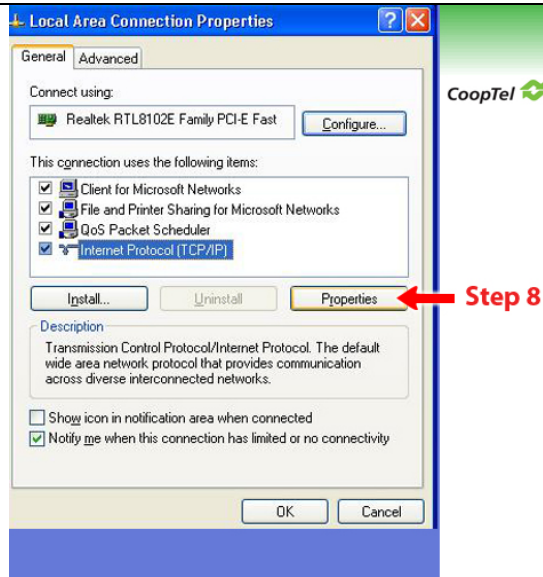 Local Area Connection Properties
General Advanced
Connect using:
Realtek RTL8102E Family PCI-E Fast
Configure...
This connection uses the following items:
Client for Microsoft Networks
File and Printer Sharing for Microsoft Networks
QoS Packet Scheduler
Internet Protocol (TCP/IP)
Install... Uninstall Properties
Step 8
Description
Transmission Control Protocol/Internet Protocol. The default
wide area network protocol that provides communication
across diverse interconnected networks.
Show icon in notification area when connected
Notify me when this connection has limited or no connectivity
OK Cancel
CoopTel